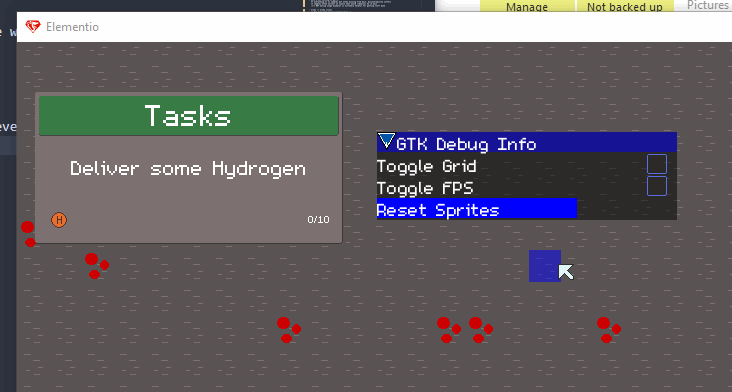 Manage
Not backed up
Pictures
Elementio
Tasks
Deliver some Hydrogen
H
0/10
GTK Debug Info
Toggle Grid
Toggle FPS
Reset Sprites